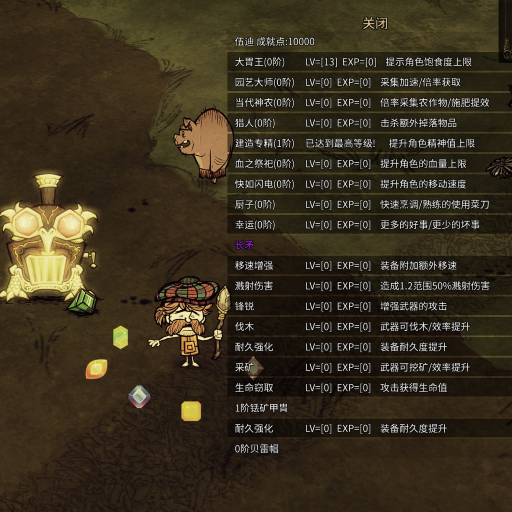 关闭
伍迪 成就点:10000
大胃王(0阶) LV=[13] EXP=[0] 提示角色饱食度上限
园艺大师(0阶) LV=[0] EXP=[0] 采集加速/倍率获取
当代神农(0阶) LV=[0] EXP=[0] 倍率采集农作物/施肥提效
猎人(0阶) LV=[0] EXP=[0] 击杀额外掉落物品
建造专精(1阶) 已达到最高等级! 提升角色精神值上限
血之祭祀(0阶) LV=[0] EXP=[0] 提升角色的血量上限
快如闪电(0阶) LV=[0] EXP=[0] 提升角色的移动速度
厨子(0阶) LV=[0] EXP=[0] 快速烹调/熟练的使用菜刀
幸运(0阶) LV=[0] EXP=[0] 更多的好事/更少的坏事
长矛
移速增强 LV=[0] EXP=[0] 装备附加额外移速
溅射伤害 LV=[0] EXP=[0] 造成1.2范围50%溅射伤害
锋锐 LV=[0] EXP=[0] 增强武器的攻击
伐木 LV=[0] EXP=[0] 武器可伐木/效率提升
耐久强化 LV=[0] EXP=[0] 装备耐久度提升
采矿 LV=[0] EXP=[0] 武器可挖矿/效率提升
生命窃取 LV=[0] EXP=[0] 攻击获得生命值
1阶铥矿甲胄
耐久强化 LV=[0] EXP=[0] 装备耐久度提升
0阶贝雷帽